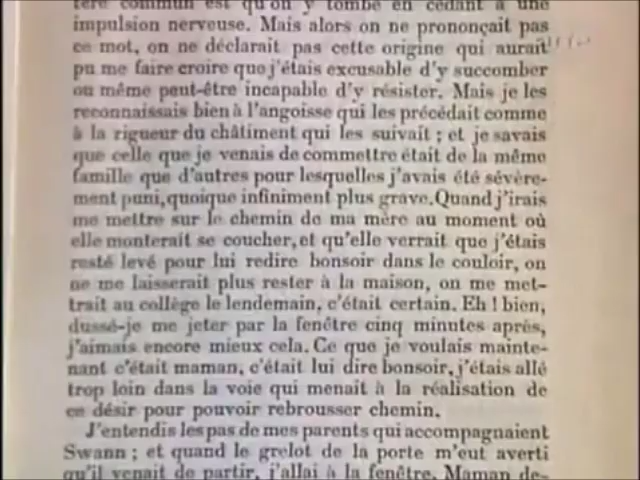 tère commun est qu'on y tombe en cédant à une
impulsion nerveuse. Mais alors on ne prononçait pas
ce mot, on ne déclarait pas cette origine qui aurait
pu me faire croire que j'étais excusable d'y succomber
ou même peut-être incapable d'y résister. Mais je les
reconnaissais bien à l'angoisse qui les précédait comme
à la rigueur du châtiment qui les suivait ; et je savais
que celle que je venais de commettre était de la même
famille que d'autres pour lesquelles j'avais été sévère-
ment puni, quoique infiniment plus grave. Quand j'irais
me mettre sur le chemin de ma mère au moment où
elle monterait se coucher, et qu'elle verrait que j'étais
resté levé pour lui redire bonsoir dans le couloir, on
ne me laisserait plus rester à la maison, on me met-
trait au collège le lendemain, c'était certain. Eh ! bien,
dussé-je me jeter par la fenêtre cinq minutes après,
j'aimais encore mieux cela. Ce que je voulais mainte-
nant c'était maman, c'était lui dire bonsoir, j'étais allé
trop loin dans la voie qui menait à la réalisation de
ce désir pour pouvoir rebrousser chemin.
J'entendis les pas de mes parents qui accompagnaient
Swann ; et quand le grelot de la porte m'eut averti
qu'il venait de partir, j'allai à la fenêtre. Maman de-